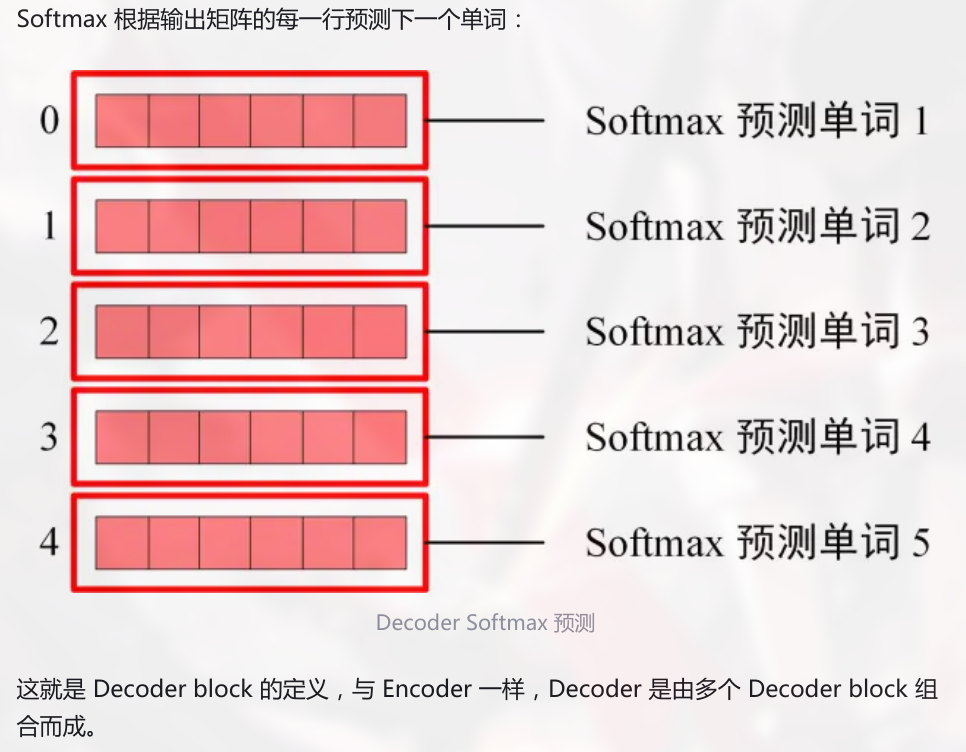 Softmax 根据输出矩阵的每一行预测下一个单词：
0 Softmax 预测单词 1
1 Softmax 预测单词 2
2 Softmax 预测单词 3
3 Softmax 预测单词 4
4 Softmax 预测单词 5
Decoder Softmax 预测
这就是 Decoder block 的定义，与 Encoder 一样，Decoder 是由多个 Decoder block 组
合而成。